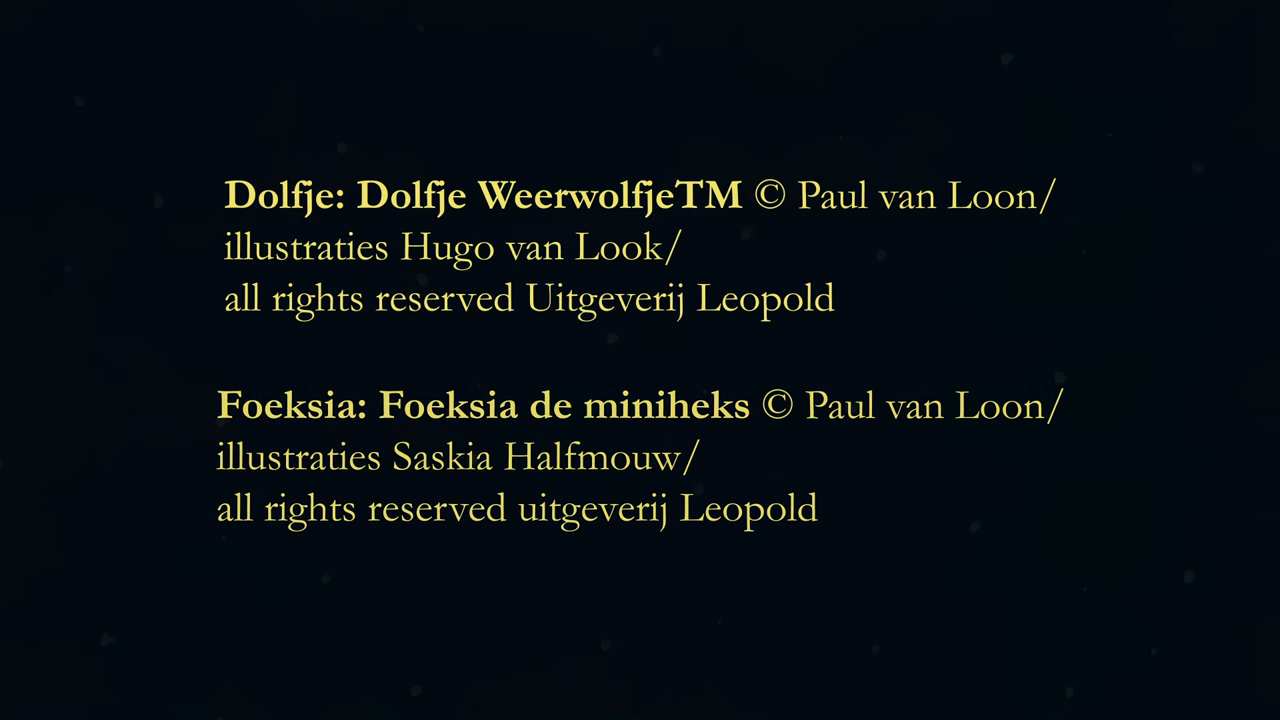 Dolfje: Dolfje WeerwolfjeTM © Paul van Loon/
illustraties Hugo van Look/
all rights reserved Uitgeverij Leopold
Foeksia: Foeksia de miniheks © Paul van Loon/
illustraties Saskia Halfmouw/
all rights reserved uitgeverij Leopold